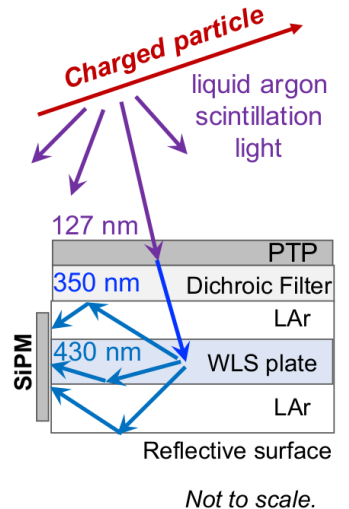 Charged particle
liquid argon
scintillation
light
127 nm
PTP
350 nm
Dichroic Filter
LAr
SiPM
430 nm
WLS plate
LAr
Reflective surface
Not to scale.